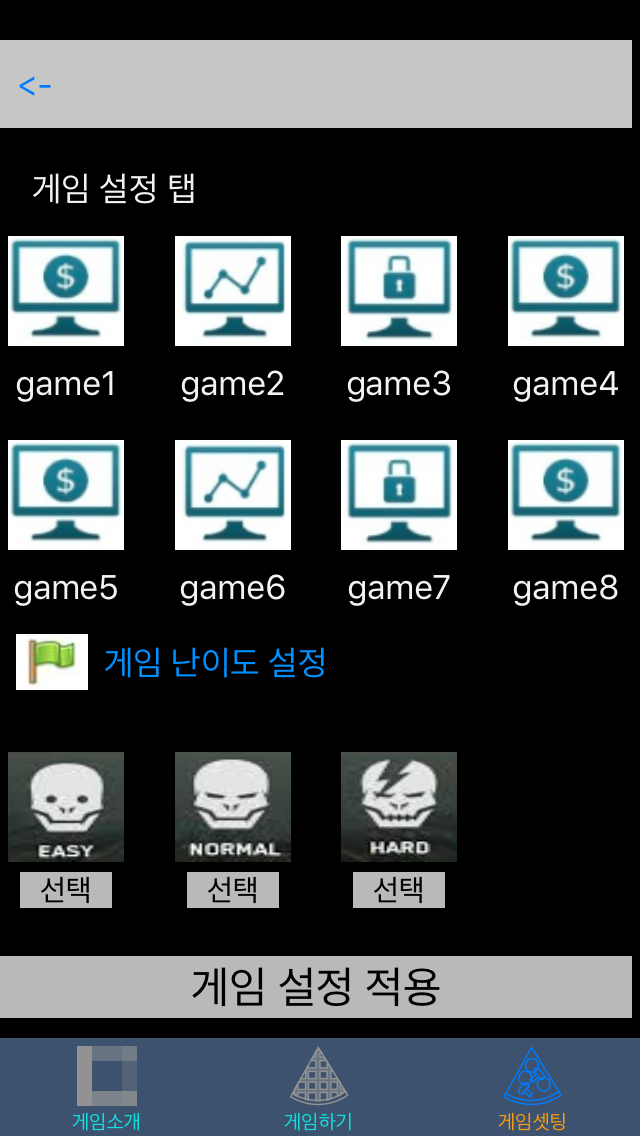 <-
게임 설정 탭
$ $
game1 game2 game3 game4
$ $
game5 game6 game7 game8
게임 난이도 설정
EASY NORMAL HARD
선택 선택 선택
게임 설정 적용
게임소개 게임하기 게임셋팅